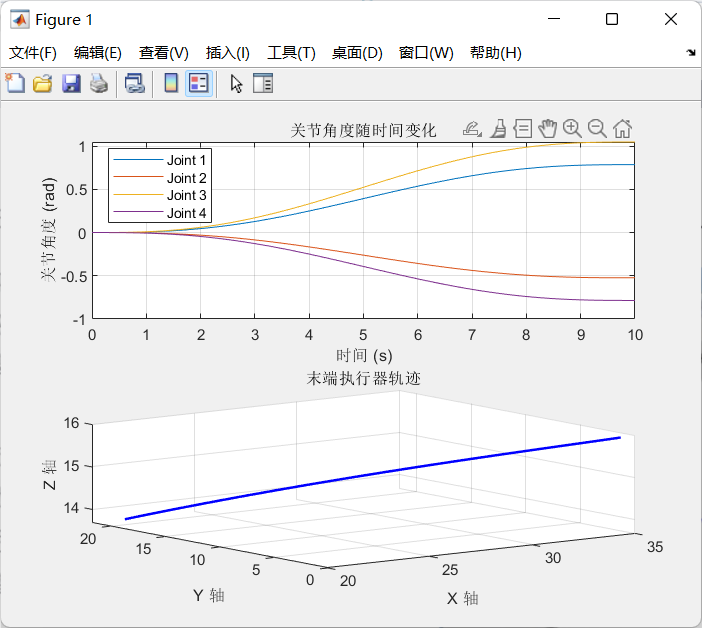 Figure 1
文件(F) 编辑(E) 查看(V) 插入(I) 工具(T) 桌面(D) 窗口(W) 帮助(H)
关节角度随时间变化
关节角度 (rad)
1
0.5
0
-0.5
-1
Joint 1
Joint 2
Joint 3
Joint 4
0 1 2 3 4 5 6 7 8 9 10
时间 (s)
末端执行器轨迹
Z 轴
16
15
14
20 15 10 5 0
Y 轴
20 25 30 35
X 轴